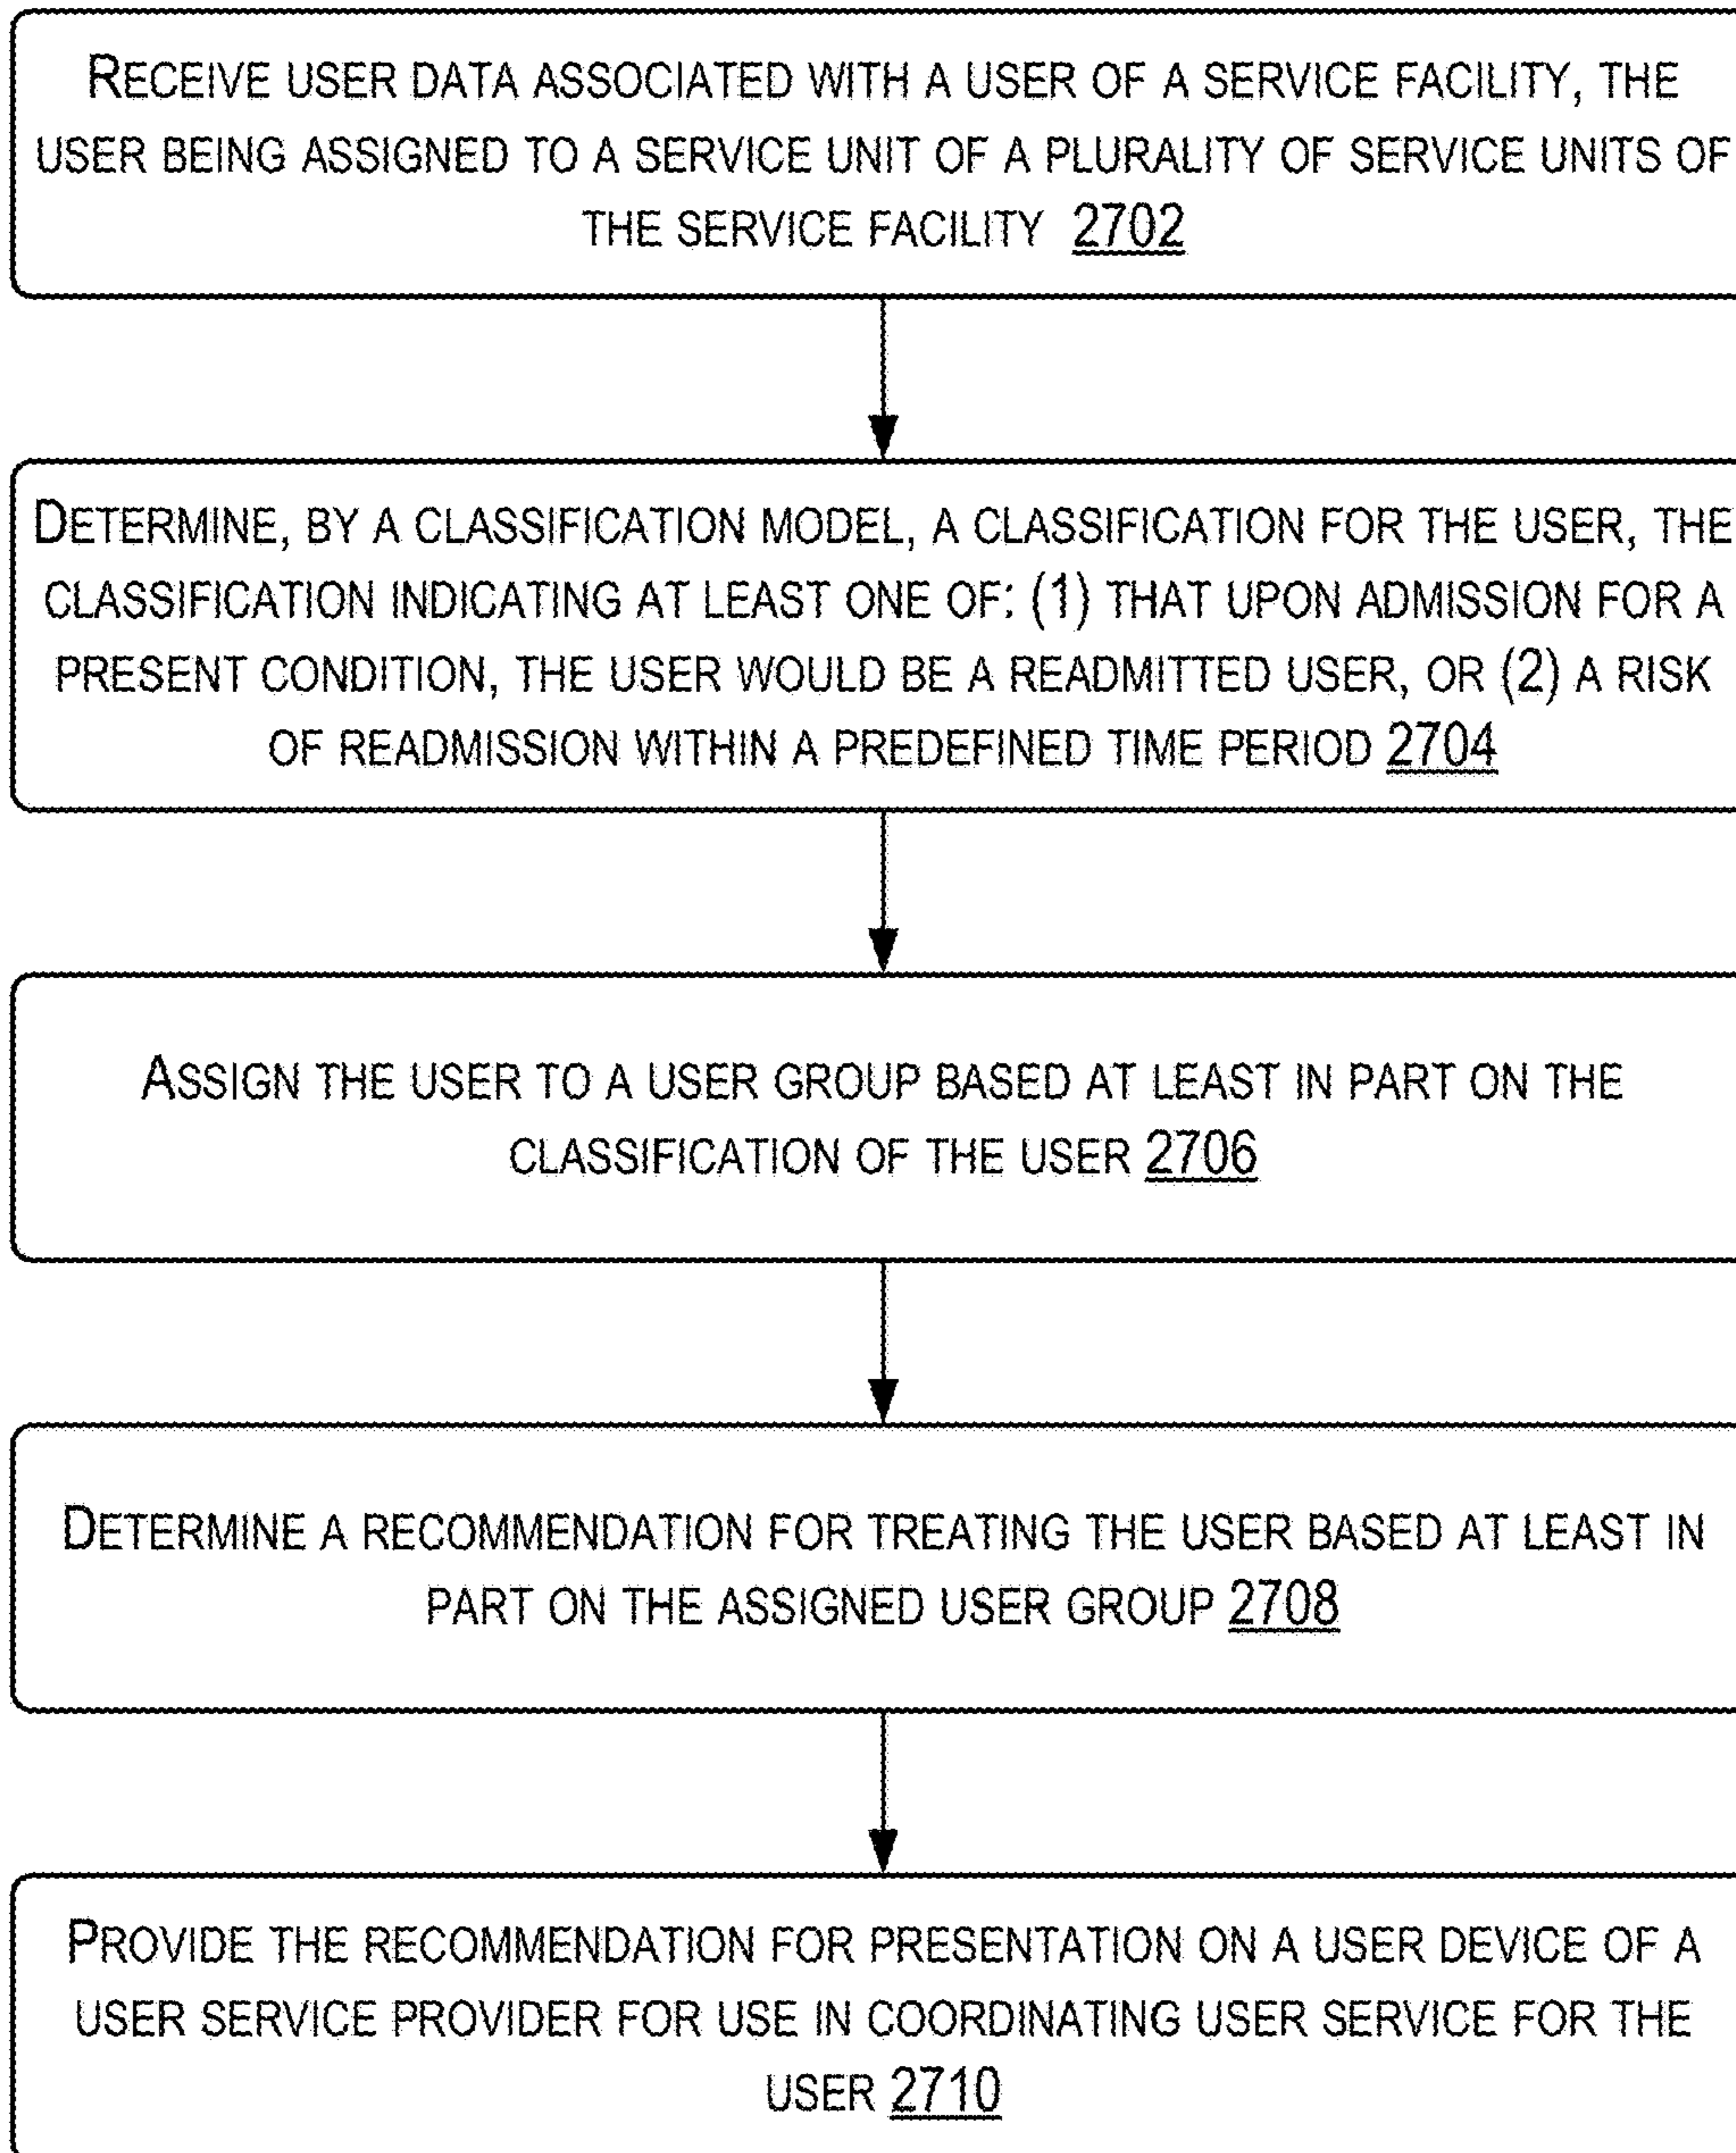 RECEIVE USER DATA ASSOCIATED WITH A USER OF A SERVICE FACILITY, THE
USER BEING ASSIGNED TO A SERVICE UNIT OF A PLURALITY OF SERVICE UNITS OF
THE SERVICE FACILITY 2702
DETERMINE, BY A CLASSIFICATION MODEL, A CLASSIFICATION FOR THE USER, THE
CLASSIFICATION INDICATING AT LEAST ONE OF: (1) THAT UPON ADMISSION FOR A
PRESENT CONDITION, THE USER WOULD BE A READMITTED USER, OR (2) A RISK
OF READMISSION WITHIN A PREDEFINED TIME PERIOD 2704
ASSIGN THE USER TO A USER GROUP BASED AT LEAST IN PART ON THE
CLASSIFICATION OF THE USER 2706
DETERMINE A RECOMMENDATION FOR TREATING THE USER BASED AT LEAST IN
PART ON THE ASSIGNED USER GROUP 2708
PROVIDE THE RECOMMENDATION FOR PRESENTATION ON A USER DEVICE OF A
USER SERVICE PROVIDER FOR USE IN COORDINATING USER SERVICE FOR THE
USER 2710